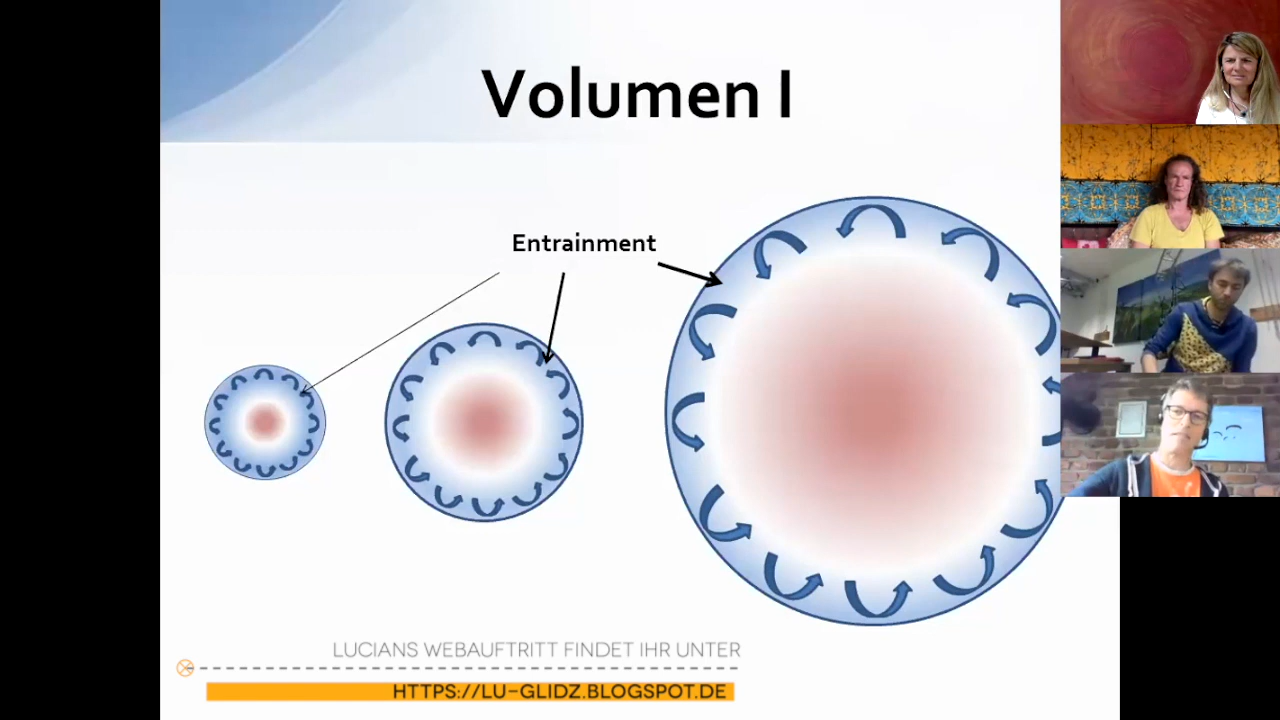 Volumen I
Entrainment
LUCIANS WEBAUFTRITT FINDET IHR UNTER
HTTPS://LU-GLIDZ.BLOGSPOT.DE